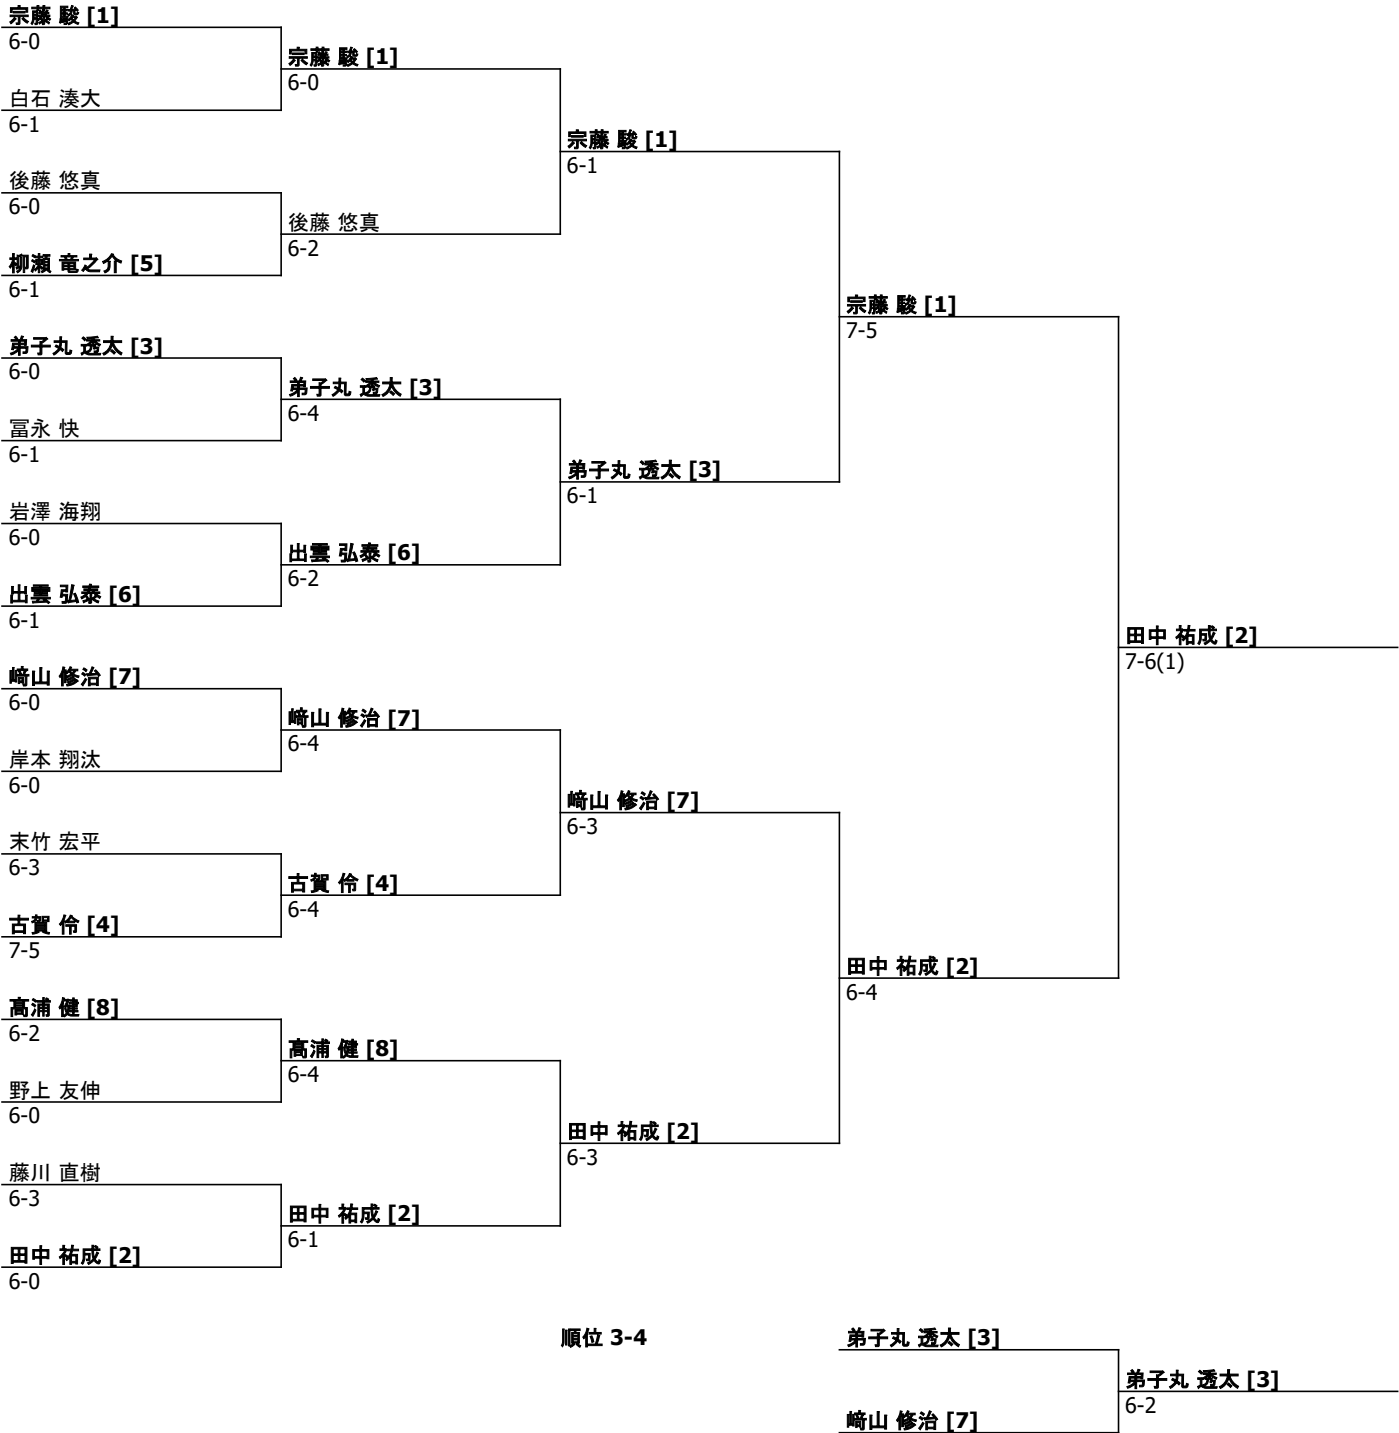 宗藤 駿 [1]
6-0
宗藤 駿 [1]
6-0
白石 湊大
6-1
宗藤 駿 [1]
6-1
後藤 悠真
6-0
後藤 悠真
6-2
柳瀬 竜之介 [5]
6-1
宗藤 駿 [1]
7-5
弟子丸 透太 [3]
6-0
弟子丸 透太 [3]
6-4
冨永 快
6-1
弟子丸 透太 [3]
6-1
岩澤 海翔
6-0
出雲 弘泰 [6]
6-2
出雲 弘泰 [6]
6-1
田中 祐成 [2]
7-6(1)
﨑山 修治 [7]
6-0
﨑山 修治 [7]
6-4
岸本 翔汰
6-0
﨑山 修治 [7]
6-3
末竹 宏平
6-3
古賀 伶 [4]
6-4
古賀 伶 [4]
7-5
田中 祐成 [2]
6-4
髙浦 健 [8]
6-2
髙浦 健 [8]
6-4
野上 友伸
6-0
田中 祐成 [2]
6-3
藤川 直樹
6-3
田中 祐成 [2]
6-1
田中 祐成 [2]
6-0
順位 3-4
弟子丸 透太 [3]
弟子丸 透太 [3]
6-2
﨑山 修治 [7]